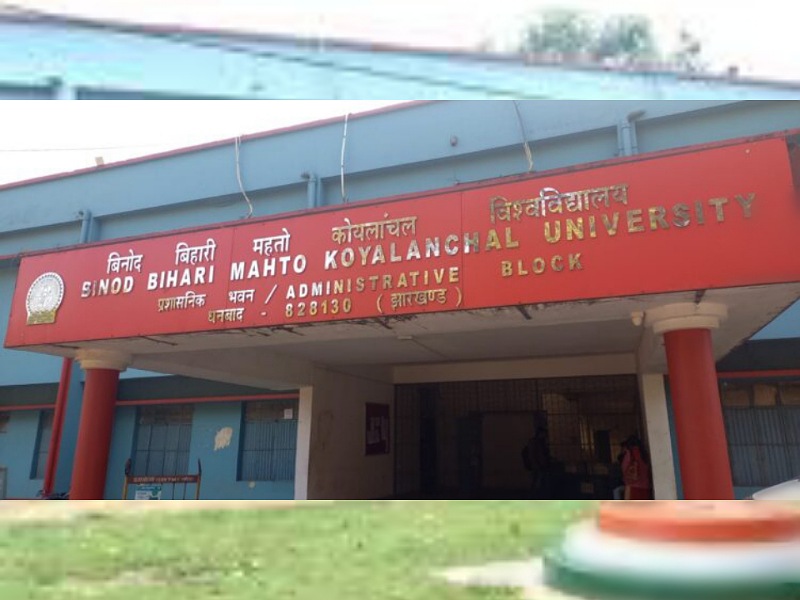 बिनोद बिहारी महतो कोयलांचल विश्वविद्यालय
BINOD BIHARI MAHTO KOYALANCHAL UNIVERSITY
प्रशासनिक भवन / ADMINISTRATIVE BLOCK
धनबाद - 828130 (झारखण्ड)